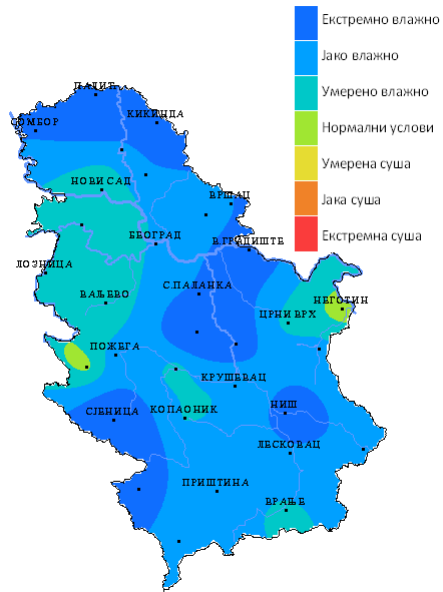 Екстремно влажно
Јако влажно
Умерено влажно
Нормални услови
Умерена суша
Јака суша
Екстремна суша
ПАЛИЋ
СОМБОР
КИКИНДА
НОВИ САД
ВРШАЦ
БЕОГРАД
В.ГРАДИШТЕ
ЛОЗНИЦА
С.ПАЛАНКА
ВАЉЕВО
НЕГОТИН
ЦРНИ ВРХ
ПОЖЕГА
КРУШЕВАЦ
СЈЕНИЦА
КОПАОНИК
НИШ
ЛЕСКОВАЦ
ПРИШТИНА
ВРАЊЕ